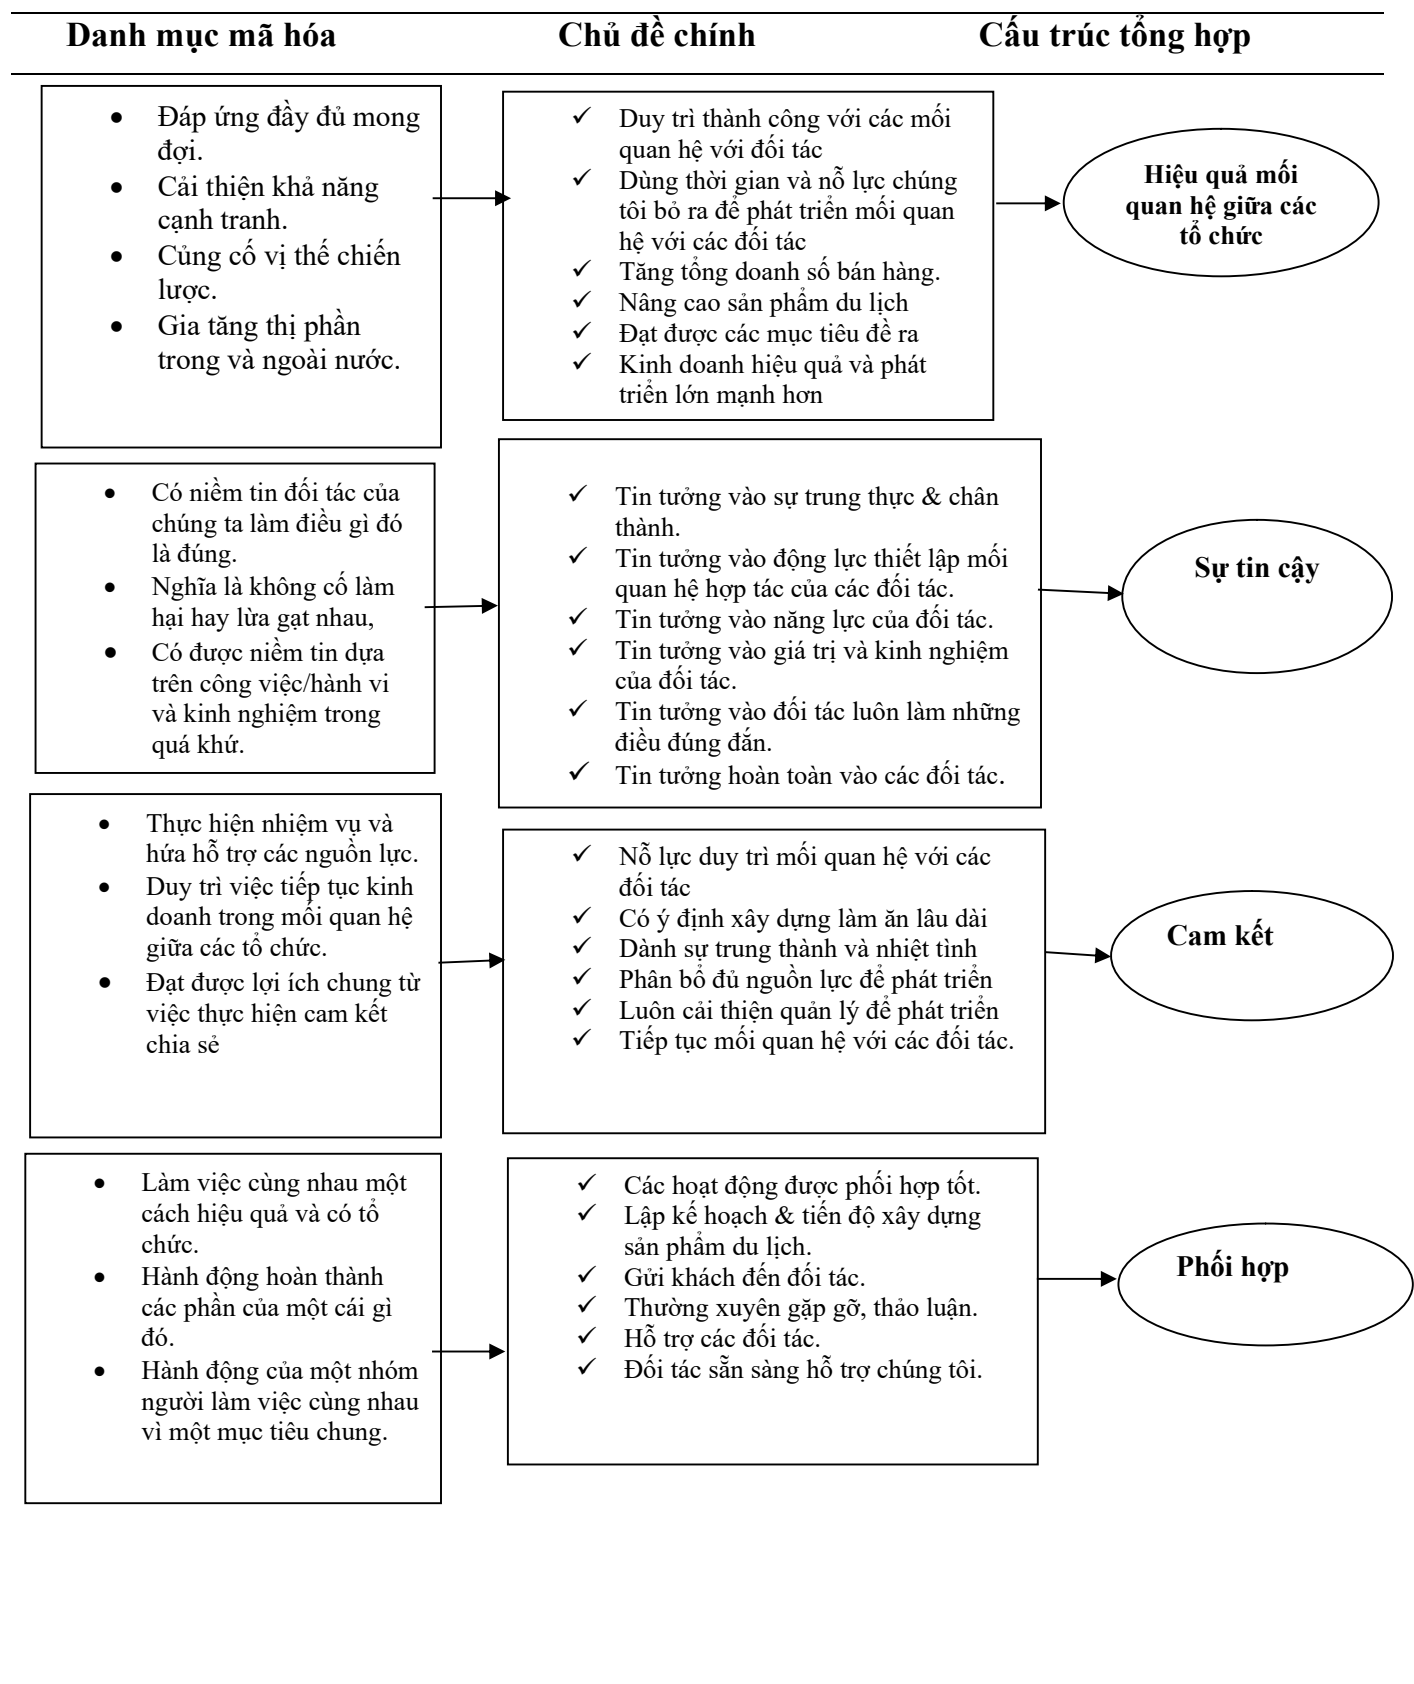 Danh mục mã hóa
Chủ đề chính
Cấu trúc tổng hợp
• Đáp ứng đầy đủ mong
đợi.
• Cải thiện khả năng
cạnh tranh.
• Củng cố vị thế chiến
lược.
• Gia tăng thị phần
trong và ngoài nước.
✓ Duy trì thành công với các mối
quan hệ với đối tác
✓ Dùng thời gian và nỗ lực chúng
tôi bỏ ra để phát triển mối quan
hệ với các đối tác
✓ Tăng tổng doanh số bán hàng.
✓ Nâng cao sản phẩm du lịch
✓ Đạt được các mục tiêu đề ra
✓ Kinh doanh hiệu quả và phát
triển lớn mạnh hơn
Hiệu quả mối
quan hệ giữa các
tổ chức
• Có niềm tin đối tác của
chúng ta làm điều gì đó
là đúng.
• Nghĩa là không cố làm
hại hay lừa gạt nhau,
• Có được niềm tin dựa
trên công việc/hành vi
và kinh nghiệm trong
quá khứ.
✓ Tin tưởng vào sự trung thực & chân
thành.
✓ Tin tưởng vào động lực thiết lập mối
quan hệ hợp tác của các đối tác.
✓ Tin tưởng vào năng lực của đối tác.
✓ Tin tưởng vào giá trị và kinh nghiệm
của đối tác.
✓ Tin tưởng vào đối tác luôn làm những
điều đúng đắn.
✓ Tin tưởng hoàn toàn vào các đối tác.
Sự tin cậy
• Thực hiện nhiệm vụ và
hứa hỗ trợ các nguồn lực.
• Duy trì việc tiếp tục kinh
doanh trong mối quan hệ
giữa các tổ chức.
• Đạt được lợi ích chung từ
việc thực hiện cam kết
chia sẻ
✓ Nỗ lực duy trì mối quan hệ với các
đối tác
✓ Có ý định xây dựng làm ăn lâu dài
✓ Dành sự trung thành và nhiệt tình
✓ Phân bổ đủ nguồn lực để phát triển
✓ Luôn cải thiện quản lý để phát triển
✓ Tiếp tục mối quan hệ với các đối tác.
Cam kết
• Làm việc cùng nhau một
cách hiệu quả và có tổ
chức.
• Hành động hoàn thành
các phần của một cái gì
đó.
• Hành động của một nhóm
người làm việc cùng nhau
vì một mục tiêu chung.
✓ Các hoạt động được phối hợp tốt.
✓ Lập kế hoạch & tiến độ xây dựng
sản phẩm du lịch.
✓ Gửi khách đến đối tác.
✓ Thường xuyên gặp gỡ, thảo luận.
✓ Hỗ trợ các đối tác.
✓ Đối tác sẵn sàng hỗ trợ chúng tôi.
Phối hợp